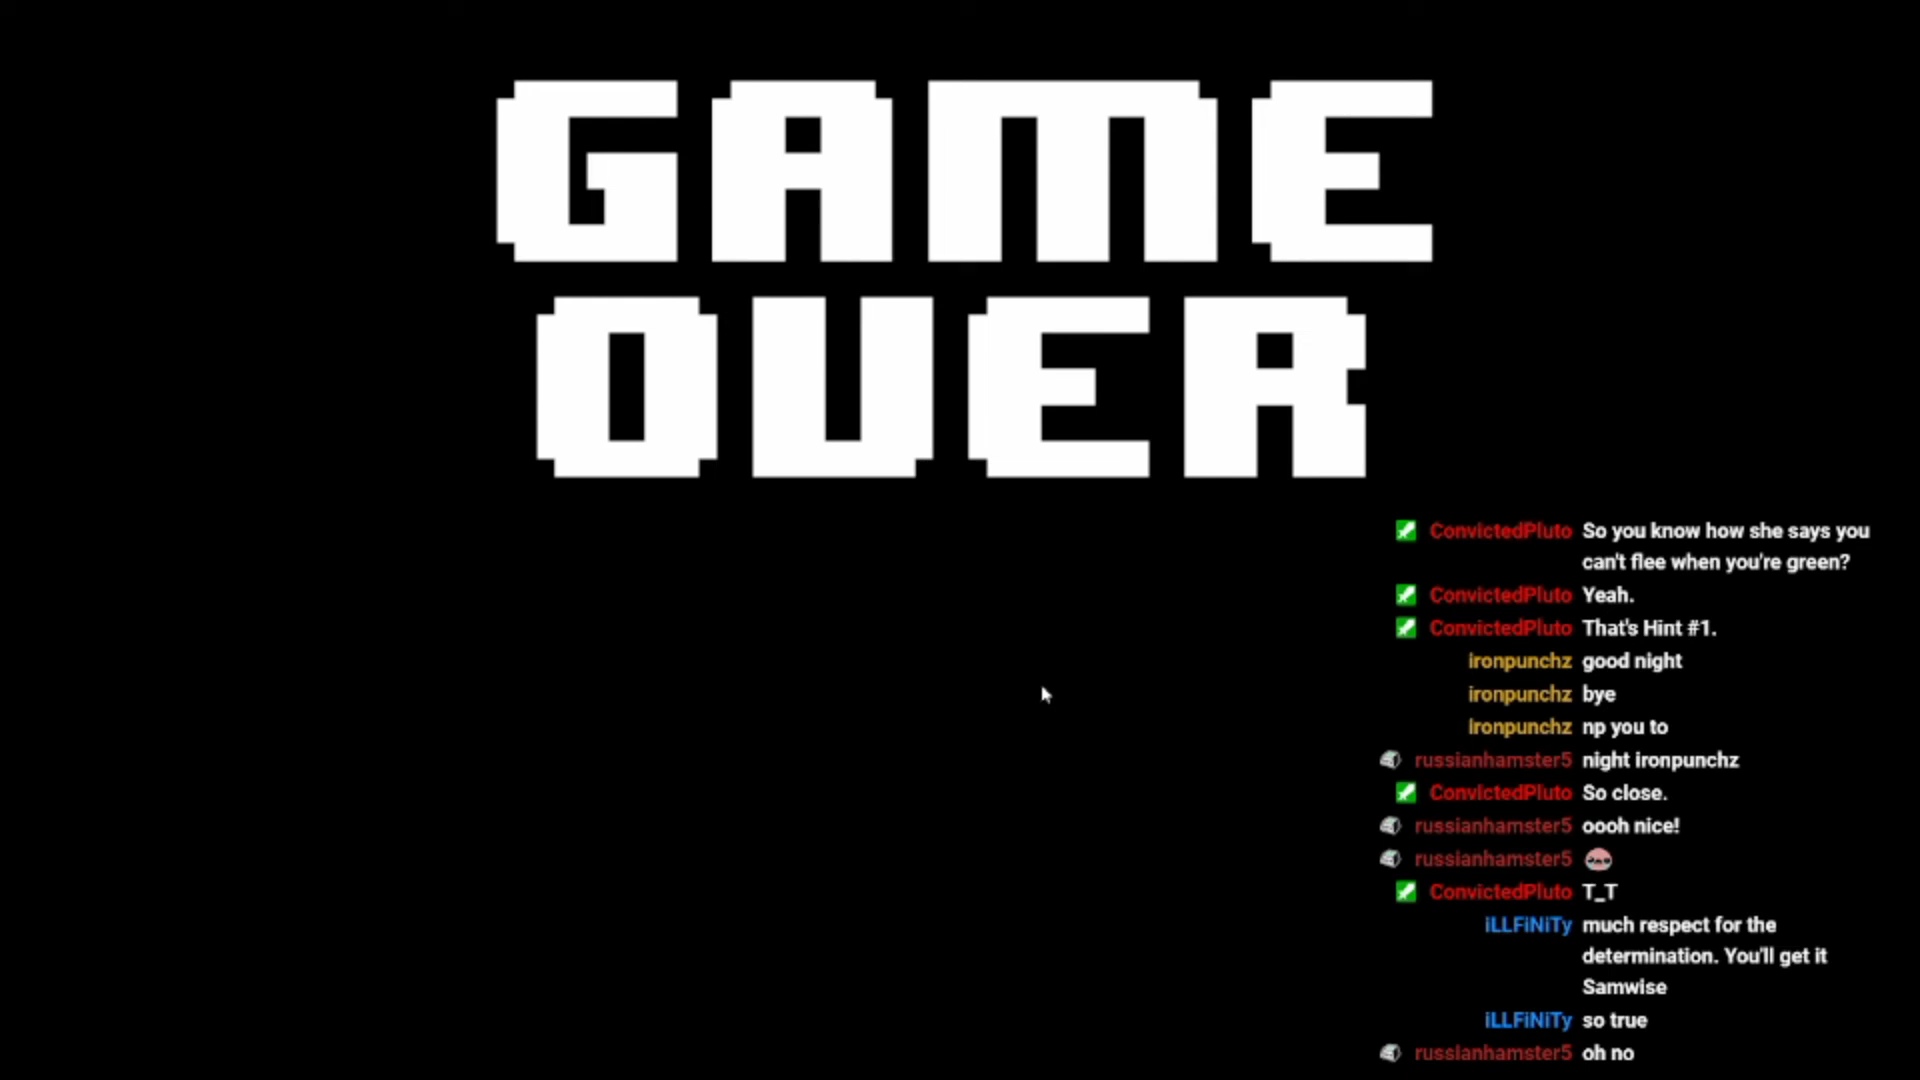 GAME
OVER
ConvictedPluto So you know how she says you
can't flee when you're green?
ConvictedPluto Yeah.
ConvictedPluto That's Hint #1.
ironpunchz good night
ironpunchz bye
ironpunchz np you to
russianhamster5 night ironpunchz
ConvictedPluto So close.
russianhamster5 oooh nice!
russianhamster5
ConvictedPluto T_T
iLLFiNiTy much respect for the
determination. You'll get it
Samwise
iLLFiNiTy so true
russianhamster5 oh no